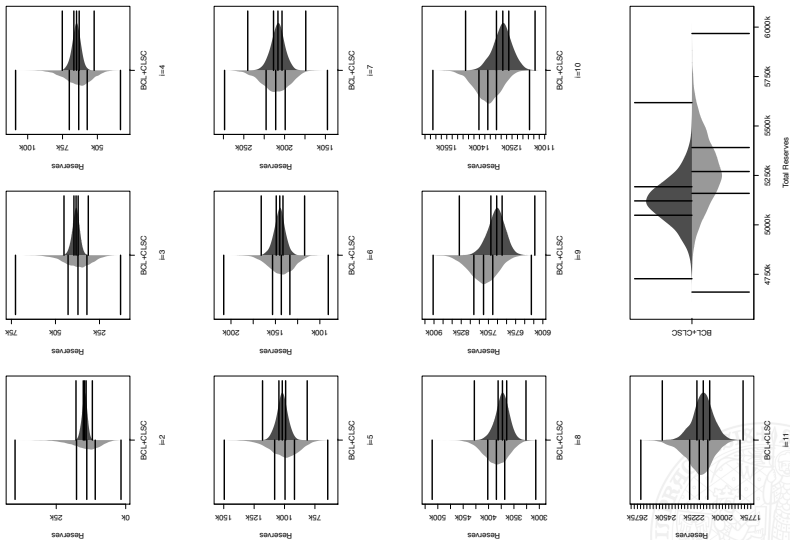 BCL+CLSC
i=4
100k 75k 50k
Reserves
BCL+CLSC
i=7
250k 200k 150k
Reserves
BCL+CLSC
i=10
1550k 1400k 1250k 1100k
Reserves
6000k
5750k
5500k
5250k
5000k
4750k
Total Reserves
BCL+CLSC
BCL+CLSC
i=3
75k 50k 25k
Reserves
BCL+CLSC
i=6
200k 150k 100k
Reserves
BCL+CLSC
i=9
900k 825k 750k 675k 600k
Reserves
BCL+CLSC
i=2
25k 0k
Reserves
BCL+CLSC
i=5
150k 125k 100k 75k
Reserves
BCL+CLSC
i=8
500k 450k 400k 350k 300k
Reserves
BCL+CLSC
i=11
2675k 2450k 2225k 2000k 1775k
Reserves